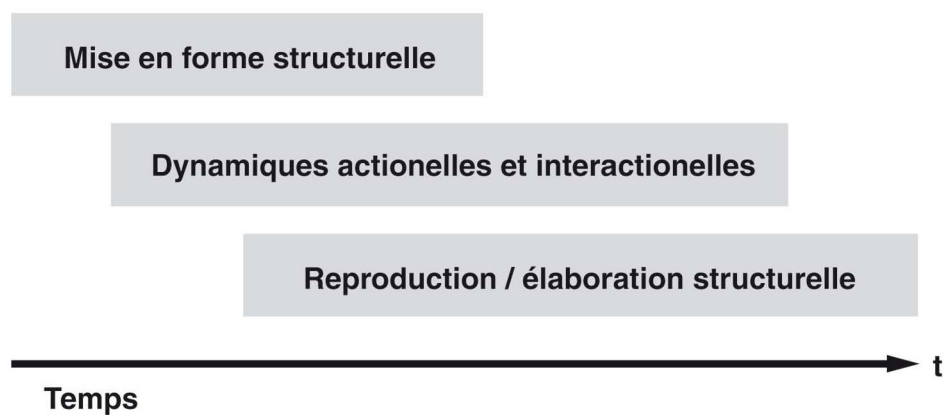 Mise en forme structurelle
Dynamiques actionelles et interactionelles
Reproduction / élaboration structurelle
t
Temps